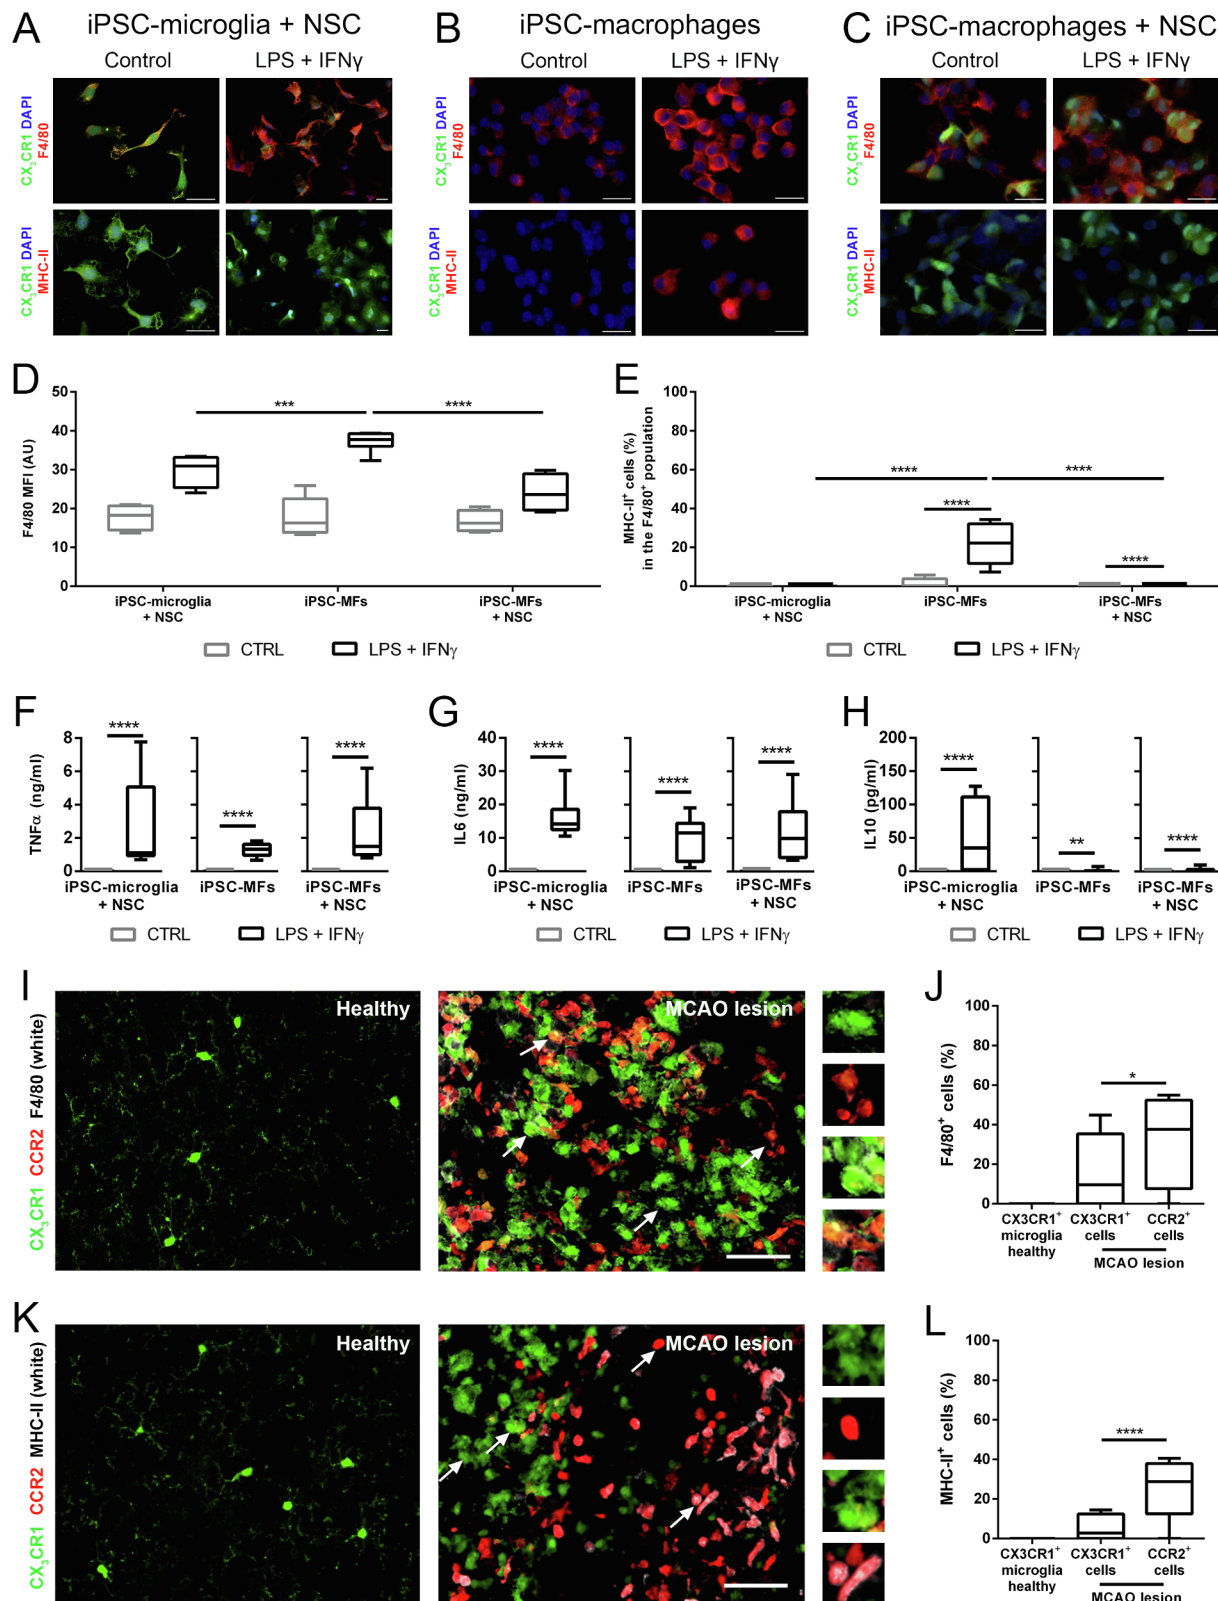 A iPSC-microglia + NSC
Control LPS + IFNγ
CX₃CR1 DAPI
F4/80
CX₃CR1 DAPI
MHC-II
B iPSC-macrophages
Control LPS + IFNγ
CX₃CR1 DAPI
F4/80
CX₃CR1 DAPI
MHC-II
C iPSC-macrophages + NSC
Control LPS + IFNγ
CX₃CR1 DAPI
F4/80
CX₃CR1 DAPI
MHC-II
D
F4/80 MFI (AU)
50
40
30
20
10
0
*** ****
iPSC-microglia
+ NSC
iPSC-MFs
iPSC-MFs
+ NSC
CTRL LPS + IFNγ
E
MHC-II⁺ cells (%)
in the F4/80⁺ population
100
80
60
40
20
0
**** ****
****
****
iPSC-microglia
+ NSC
iPSC-MFs
iPSC-MFs
+ NSC
CTRL LPS + IFNγ
F
TNFα (ng/ml)
8
6
4
2
0
**** **** ****
iPSC-microglia
+ NSC
iPSC-MFs
iPSC-MFs
+ NSC
CTRL LPS + IFNγ
G
IL6 (ng/ml)
40
30
20
10
0
**** **** ****
iPSC-microglia
+ NSC
iPSC-MFs
iPSC-MFs
+ NSC
CTRL LPS + IFNγ
H
IL10 (pg/ml)
200
150
100
50
0
**** ** ****
iPSC-microglia
+ NSC
iPSC-MFs
iPSC-MFs
+ NSC
CTRL LPS + IFNγ
I
CX₃CR1 CCR2 F4/80 (white)
Healthy
MCAO lesion
J
F4/80⁺ cells (%)
100
80
60
40
20
0
*
CX3CR1⁺
microglia
healthy
CX3CR1⁺
cells
CCR2⁺
cells
MCAO lesion
K
CX₃CR1 CCR2 MHC-II (white)
Healthy
MCAO lesion
L
MHC-II⁺ cells (%)
100
80
60
40
20
0
****
CX3CR1⁺
microglia
healthy
CX3CR1⁺
cells
CCR2⁺
cells
MCAO lesion